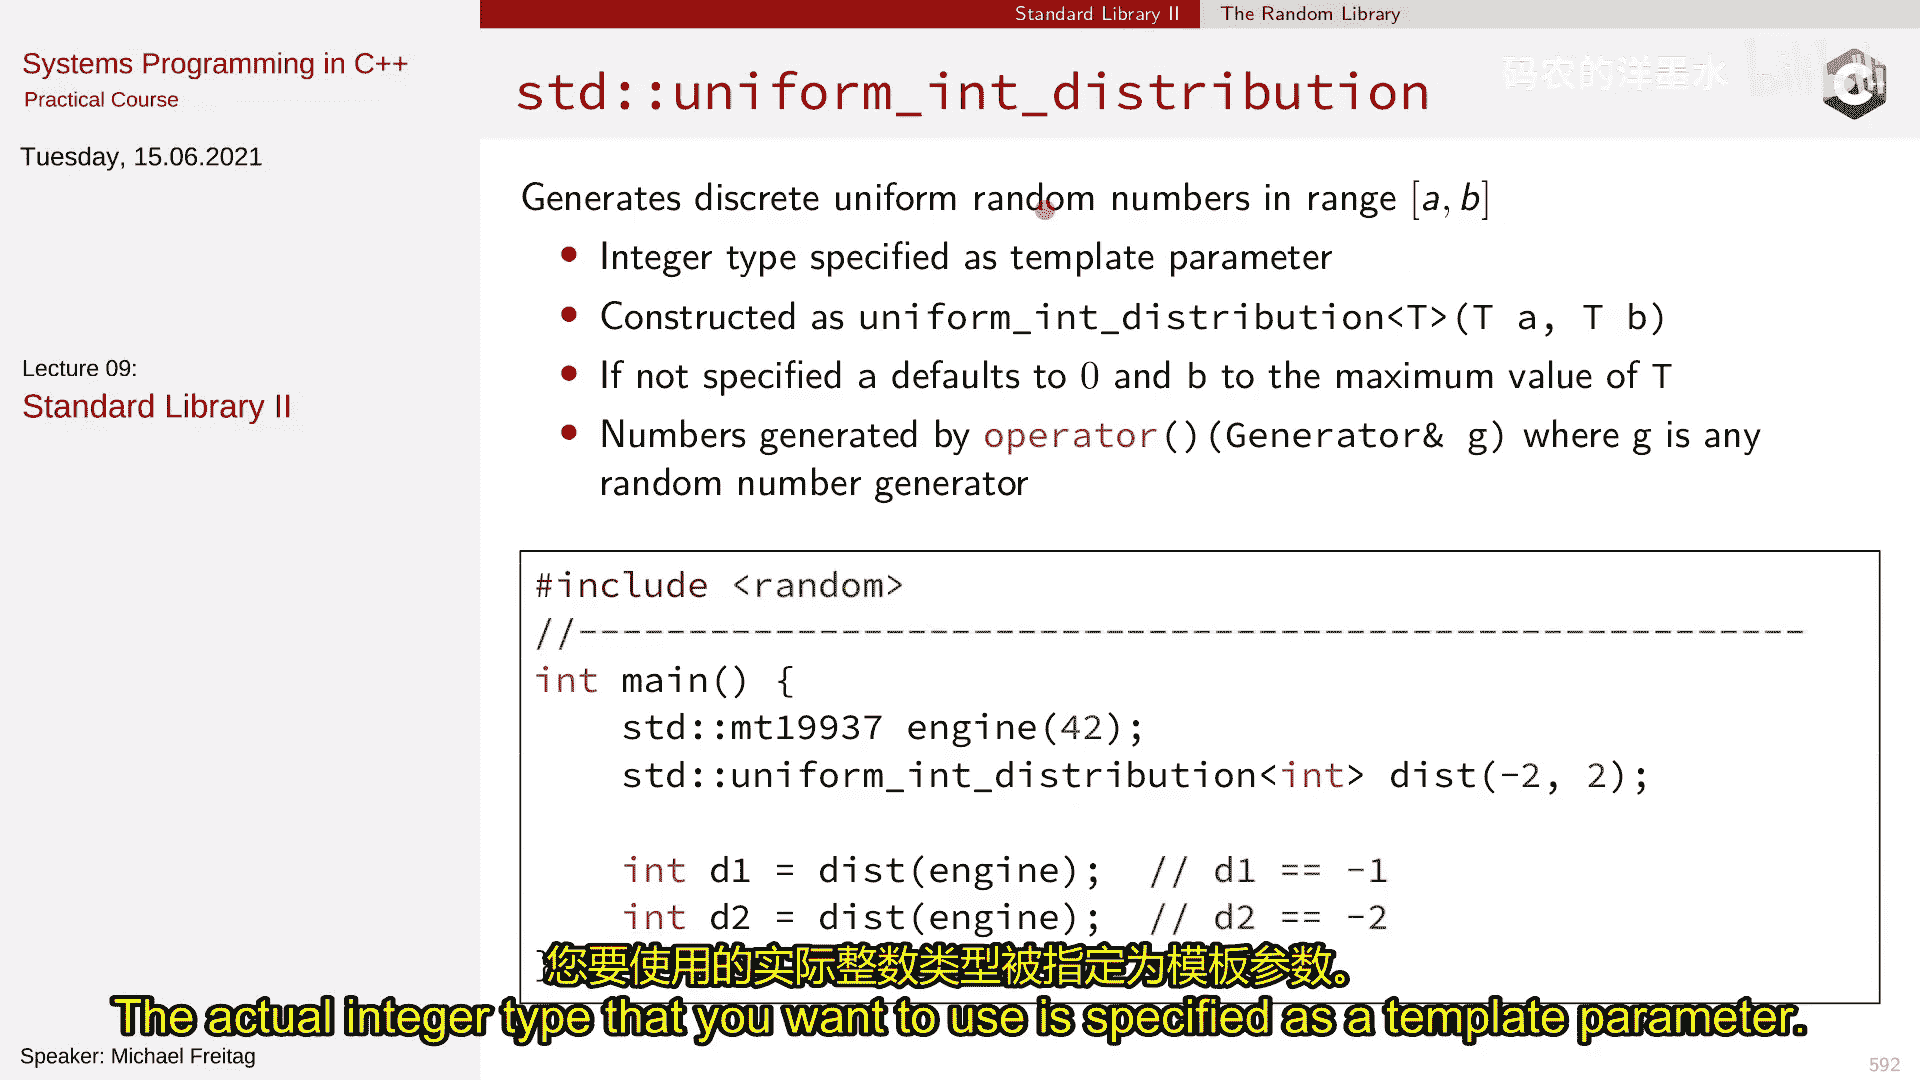 Standard Library II The Random Library
Systems Programming in C++
Practical Course
Tuesday, 15.06.2021
Lecture 09:
Standard Library II
std::uniform_int_distribution
码农的洋墨水
Generates discrete uniform random numbers in range [a, b]
• Integer type specified as template parameter
• Constructed as uniform_int_distribution<T>(T a, T b)
• If not specified a defaults to 0 and b to the maximum value of T
• Numbers generated by operator()(Generator& g) where g is any
random number generator
#include <random>
//---------------------------------------------------------
int main() {
    std::mt19937 engine(42);
    std::uniform_int_distribution<int> dist(-2, 2);
    int d1 = dist(engine);  // d1 == -1
    int d2 = dist(engine);  // d2 == -2
您要使用的实际整数类型被指定为模板参数。
The actual integer type that you want to use is specified as a template parameter.
Speaker: Michael Freitag
592